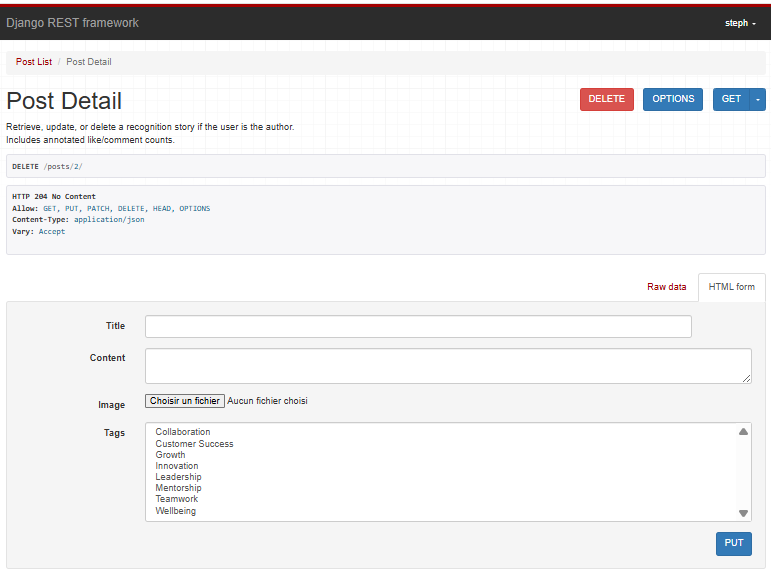 Django REST framework
steph
Post List / Post Detail
Post Detail
DELETE
OPTIONS
GET
Retrieve, update, or delete a recognition story if the user is the author.
Includes annotated like/comment counts.
DELETE /posts/2/
HTTP 204 No Content
Allow: GET, PUT, PATCH, DELETE, HEAD, OPTIONS
Content-Type: application/json
Vary: Accept
Raw data
HTML form
Title
Content
Image
Choisir un fichier Aucun fichier choisi
Tags
Collaboration
Customer Success
Growth
Innovation
Leadership
Mentorship
Teamwork
Wellbeing
PUT